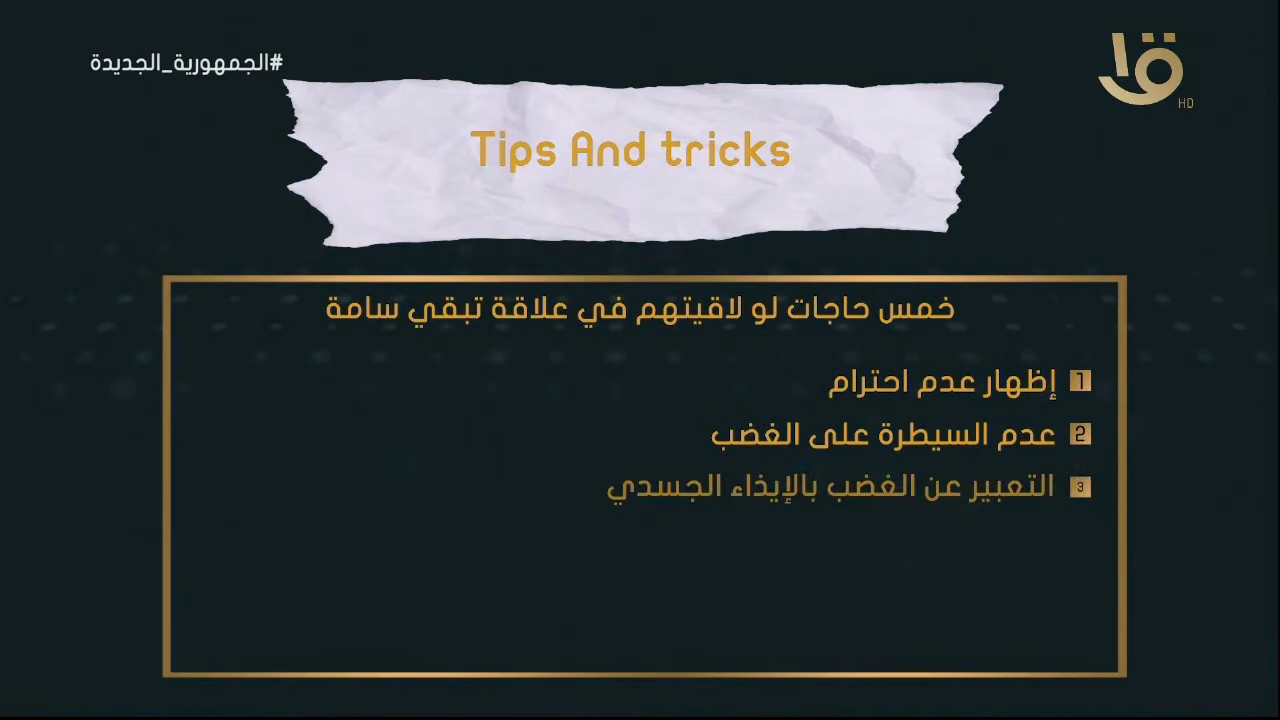 #الجمهورية_الجديدة
HD
Tips And tricks
خمس حاجات لو لاقيتهم في علاقة تبقي سامة
1 إظهار عدم احترام
2 عدم السيطرة على الغضب
3 التعبير عن الغضب بالإيذاء الجسدي